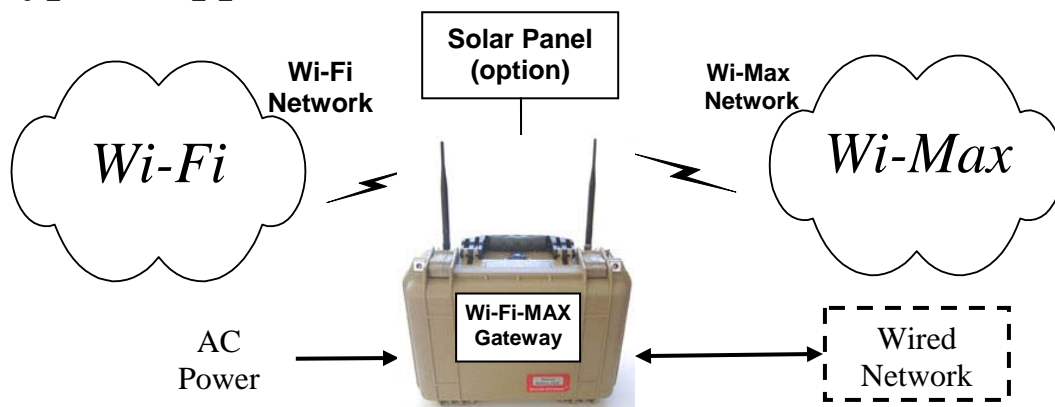 Solar Panel
(option)
Wi-Fi
Network
Wi-Max
Network
Wi-Fi
Wi-Max
Wi-Fi-MAX
Gateway
AC
Power
Wired
Network